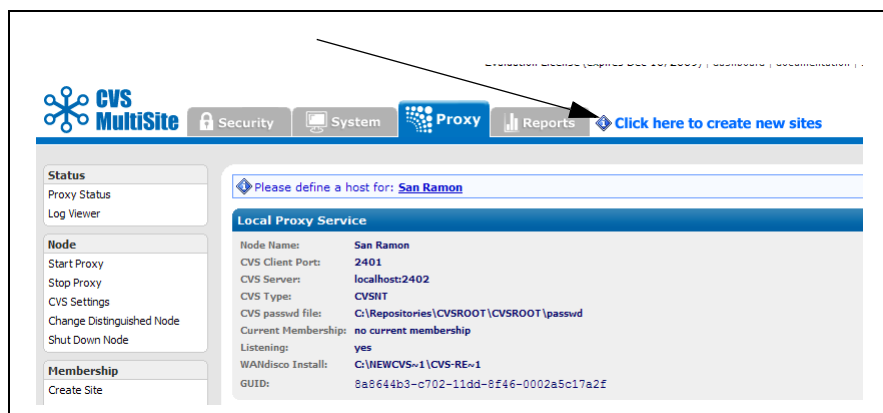 CVS
MultiSite
Security System Proxy Reports Click here to create new sites
Status
Proxy Status
Log Viewer
Node
Start Proxy
Stop Proxy
CVS Settings
Change Distinguished Node
Shut Down Node
Membership
Create Site
Please define a host for: San Ramon
Local Proxy Service
Node Name: San Ramon
CVS Client Port: 2401
CVS Server: localhost:2402
CVS Type: CVSNT
CVS passwd file: C:\Repositories\CVSROOT\CVSROOT\passwd
Current Membership: no current membership
Listening: yes
WANdisco Install: C:\NEWCVS~1\CVS-RE~1
GUID: 8a8644b3-c702-11dd-8f46-0002a5c17a2f